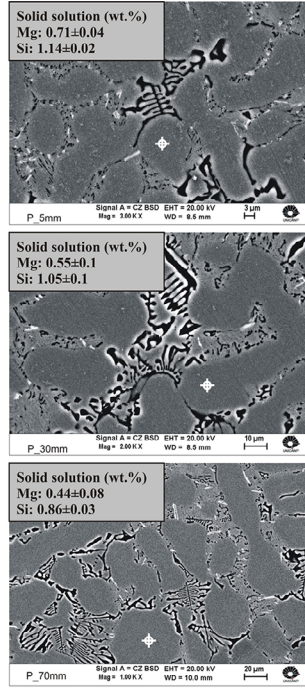 Solid solution (wt.%)
Mg: 0.71±0.04
Si: 1.14±0.02
P_5mm
Signal A = CZ BSD EHT = 20.00 kV
Mag = 3.00 K X WD = 8.5 mm
3 µm
UNICAMP
Solid solution (wt.%)
Mg: 0.55±0.1
Si: 1.05±0.1
P_30mm
Signal A = CZ BSD EHT = 20.00 kV
Mag = 2.00 K X WD = 8.5 mm
10 µm
UNICAMP
Solid solution (wt.%)
Mg: 0.44±0.08
Si: 0.86±0.03
P_70mm
Signal A = CZ BSD EHT = 20.00 kV
Mag = 1.00 K X WD = 10.0 mm
20 µm
UNICAMP